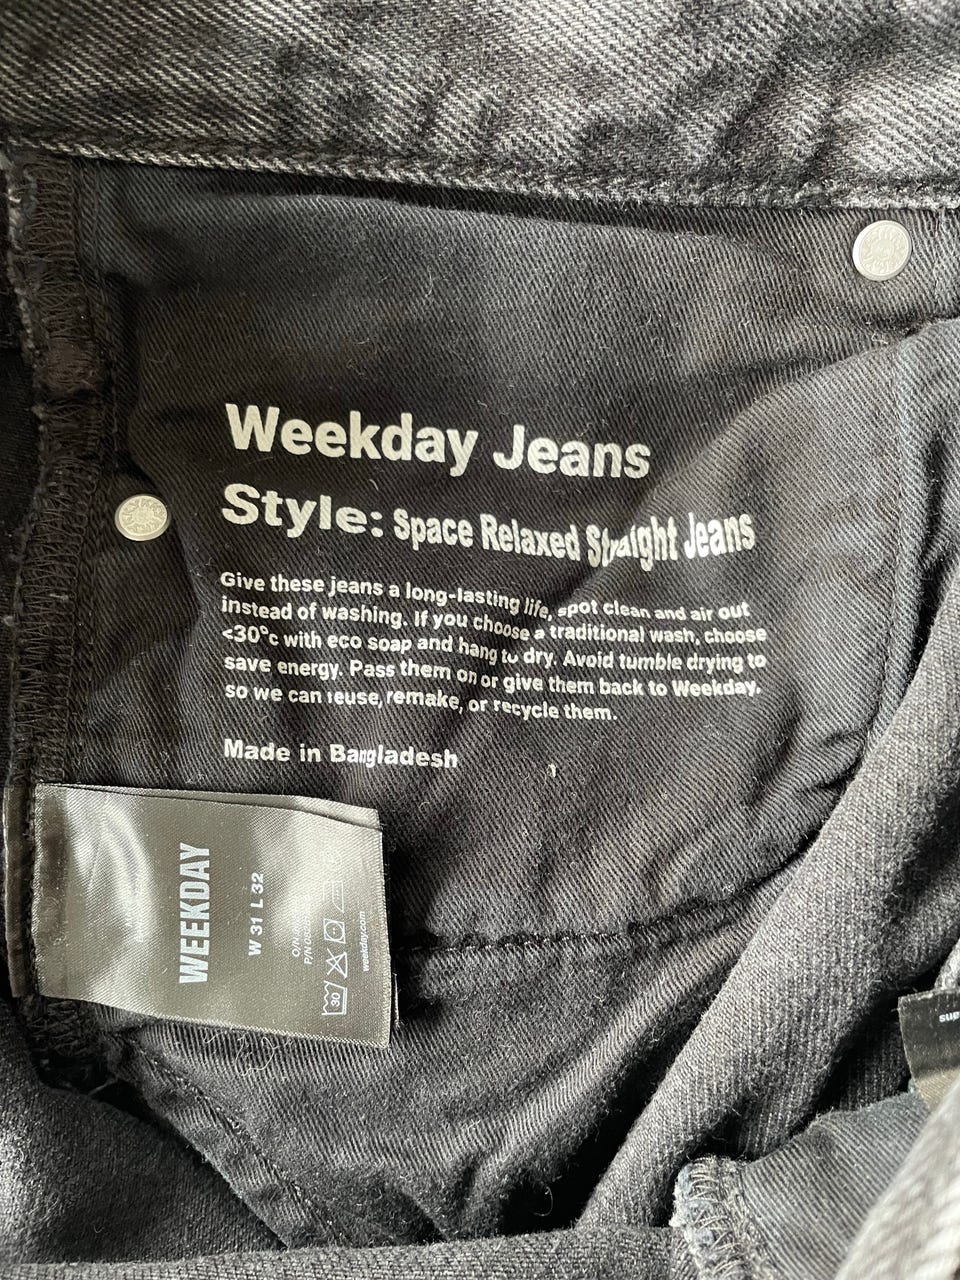 Weekday Jeans
Style: Space Relaxed Straight Jeans
Give these jeans a long-lasting life, spot clean and air out
instead of washing. If you choose a traditional wash, choose
<30°c with eco soap and hang to dry. Avoid tumble drying to
save energy. Pass them on or give them back to Weekday,
so we can reuse, remake, or recycle them.
Made in Bangladesh
WEEKDAY
W 31 L 32
O/N
P/N
30
weekday.com